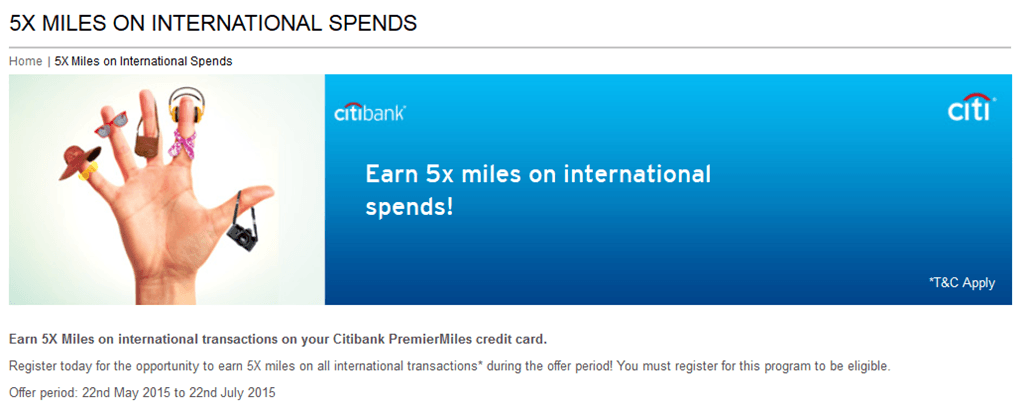 5X MILES ON INTERNATIONAL SPENDS
Home | 5X Miles on International Spends
citibank®
citi®
Earn 5x miles on international
spends!
*T&C Apply
Earn 5X Miles on international transactions on your Citibank PremierMiles credit card.
Register today for the opportunity to earn 5X miles on all international transactions* during the offer period! You must register for this program to be eligible.
Offer period: 22nd May 2015 to 22nd July 2015